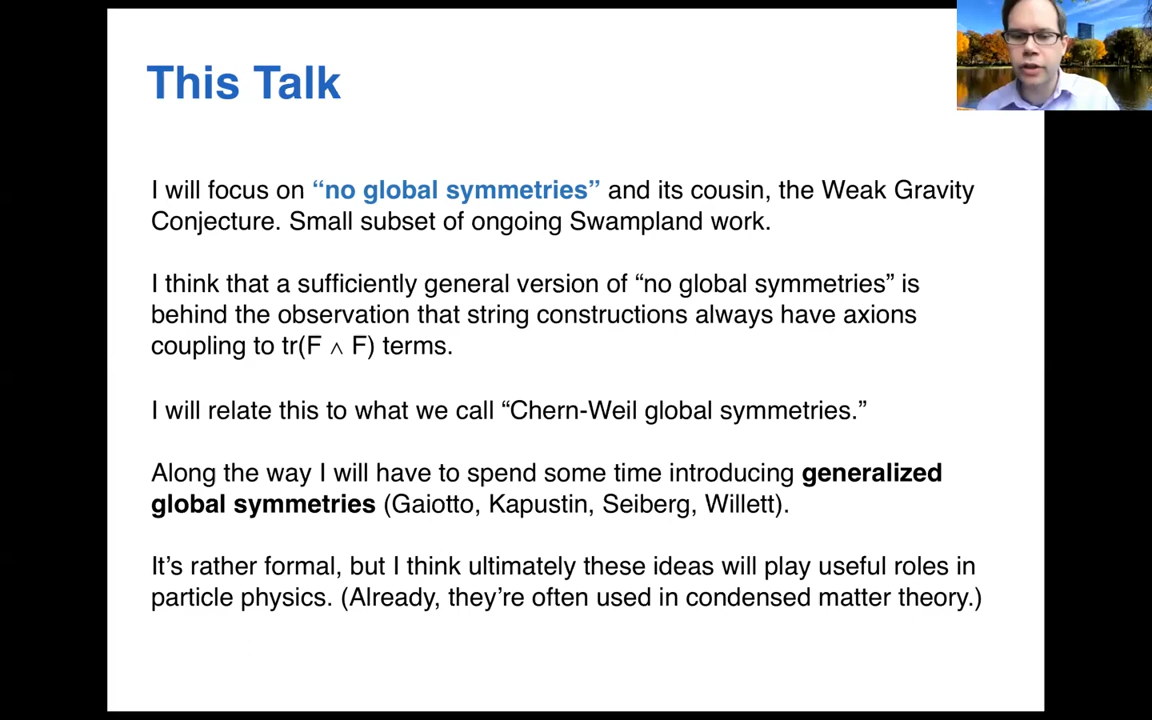 This Talk
I will focus on “no global symmetries” and its cousin, the Weak Gravity
Conjecture. Small subset of ongoing Swampland work.
I think that a sufficiently general version of “no global symmetries” is
behind the observation that string constructions always have axions
coupling to tr(F ∧ F) terms.
I will relate this to what we call “Chern-Weil global symmetries.”
Along the way I will have to spend some time introducing generalized
global symmetries (Gaiotto, Kapustin, Seiberg, Willett).
It’s rather formal, but I think ultimately these ideas will play useful roles in
particle physics. (Already, they’re often used in condensed matter theory.)